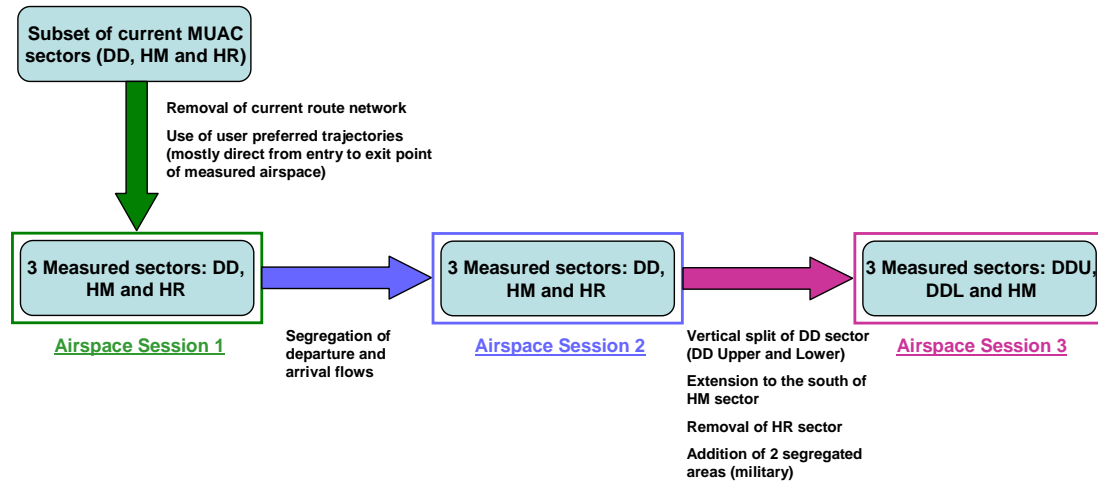 Subset of current MUAC
sectors (DD, HM and HR)
Removal of current route network
Use of user preferred trajectories
(mostly direct from entry to exit point
of measured airspace)
3 Measured sectors: DD,
HM and HR
Airspace Session 1
Segregation of
departure and
arrival flows
3 Measured sectors: DD,
HM and HR
Airspace Session 2
Vertical split of DD sector
(DD Upper and Lower)
Extension to the south of
HM sector
Removal of HR sector
Addition of 2 segregated
areas (military)
3 Measured sectors: DDU,
DDL and HM
Airspace Session 3